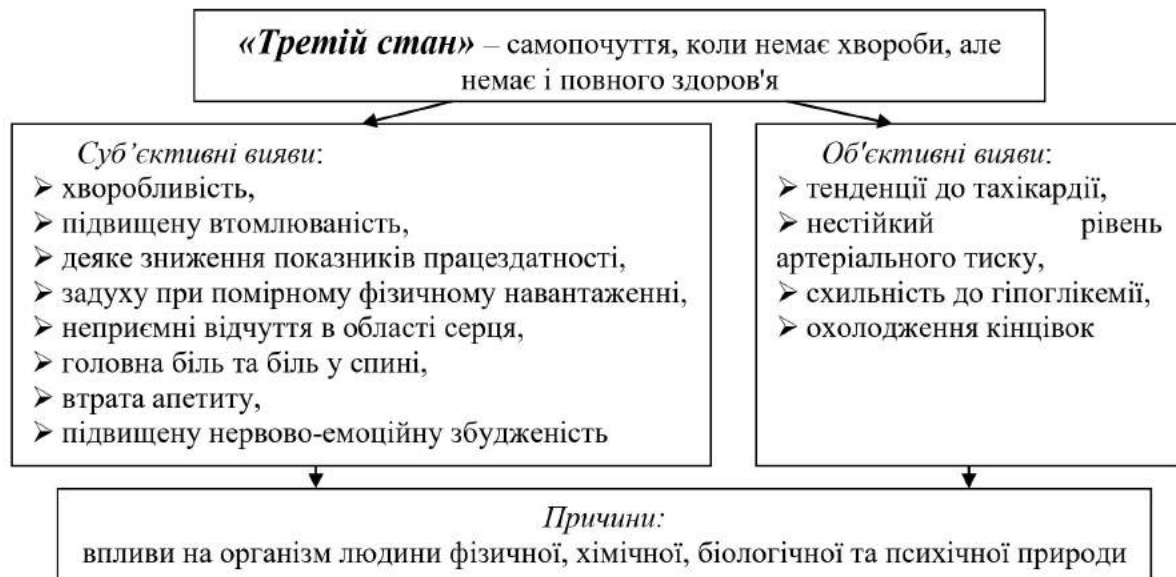 «Третій стан» – самопочуття, коли немає хвороби, але
немає і повного здоров'я
Суб’єктивні вияви:
➢ хворобливість,
➢ підвищену втомлюваність,
➢ деяке зниження показників працездатності,
➢ задуху при помірному фізичному навантаженні,
➢ неприємні відчуття в області серця,
➢ головна біль та біль у спині,
➢ втрата апетиту,
➢ підвищену нервово-емоційну збудженість
Об'єктивні вияви:
➢ тенденції до тахікардії,
➢ нестійкий рівень
артеріального тиску,
➢ схильність до гіпоглікемії,
➢ охолодження кінцівок
Причини:
впливи на організм людини фізичної, хімічної, біологічної та психічної природи